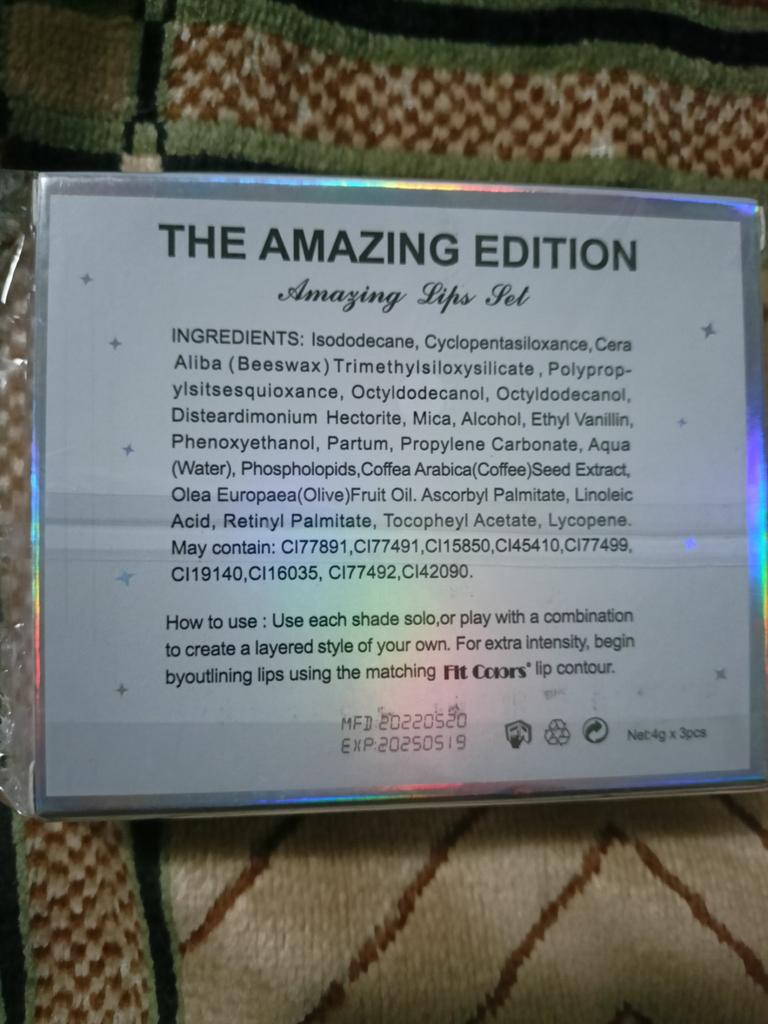 THE AMAZING EDITION
Amazing Lips Set
INGREDIENTS: Isododecane, Cyclopentasiloxance, Cera
Aliba (Beeswax) Trimethylsiloxysilicate, Polyprop-
ylsitsesquioxance, Octyldodecanol, Octyldodecanol,
Disteardimonium Hectorite, Mica, Alcohol, Ethyl Vanillin,
Phenoxyethanol, Partum, Propylene Carbonate, Aqua
(Water), Phospholopids,Coffea Arabica(Coffee)Seed Extract,
Olea Europaea(Olive)Fruit Oil. Ascorbyl Palmitate, Linoleic
Acid, Retinyl Palmitate, Tocopheyl Acetate, Lycopene.
May contain: CI77891,CI77491,CI15850,CI45410,CI77499,
CI19140,CI16035, CI77492,CI42090.
How to use : Use each shade solo,or play with a combination
to create a layered style of your own. For extra intensity, begin
byoutlining lips using the matching Fit Colors® lip contour.
MFD:20220520
EXP:20250519
Net:4g x 3pcs